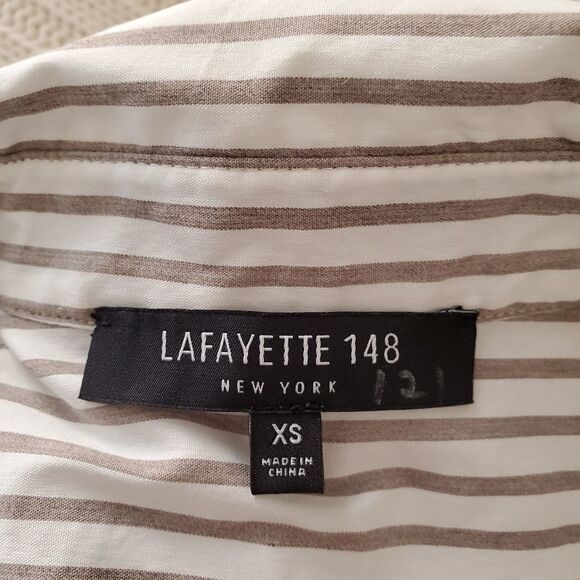 LAFAYETTE 148
NEW YORK 121
XS
MADE IN
CHINA